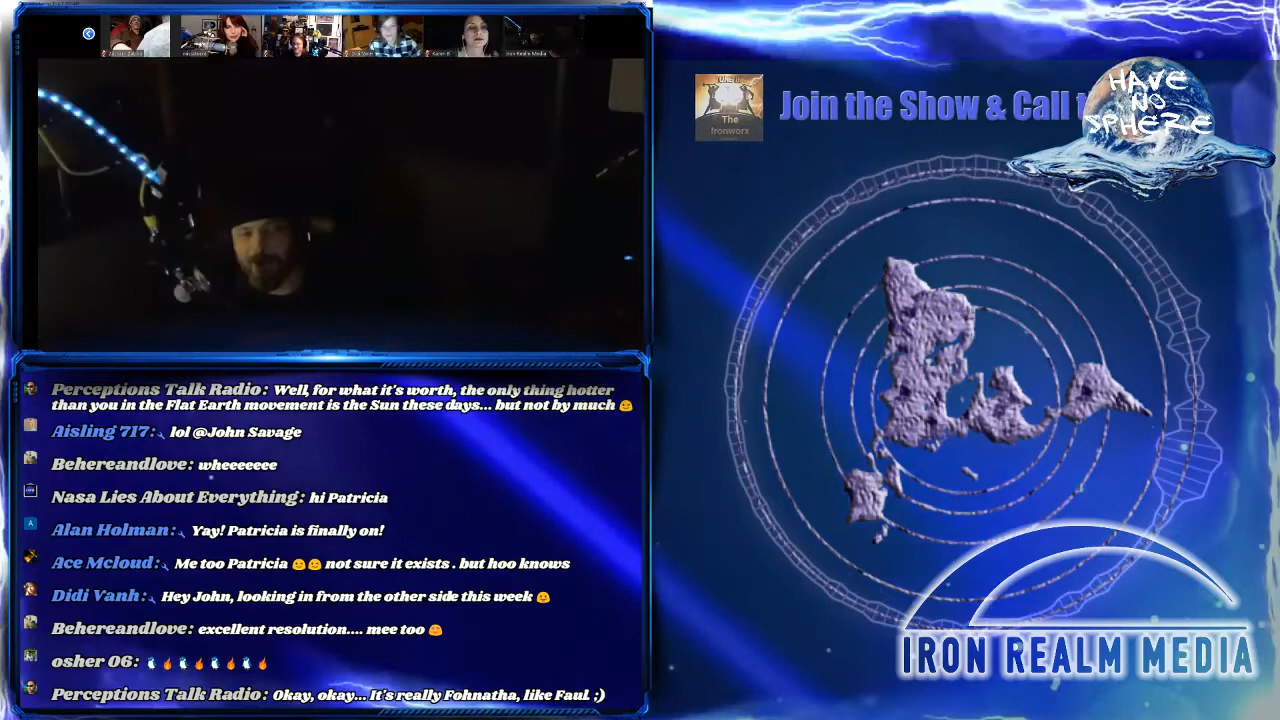 Iron Realm Media
Join the Show & Call t
HAVE
NO
SPHERE
The
Ironworx
Perceptions Talk Radio: Well, for what it's worth, the only thing hotter
than you in the Flat Earth movement is the Sun these days... but not by much 😉
Aisling 717: lol @John Savage
Behereandlove: wheeeeeee
Nasa Lies About Everything: hi Patricia
A
Alan Holman: Yay! Patricia is finally on!
Ace Mcloud: Me too Patricia 🙂🙂 not sure it exists . but hoo knows
Didi Vanh: Hey John, looking in from the other side this week 🙂
Behereandlove: excellent resolution.... mee too 😊
osher 06: 🐧🔥🐧🔥🐧🔥🐧🔥
Perceptions Talk Radio: Okay, okay... It's really Fohnatha, like Faul. ;)
IRON REALM MEDIA